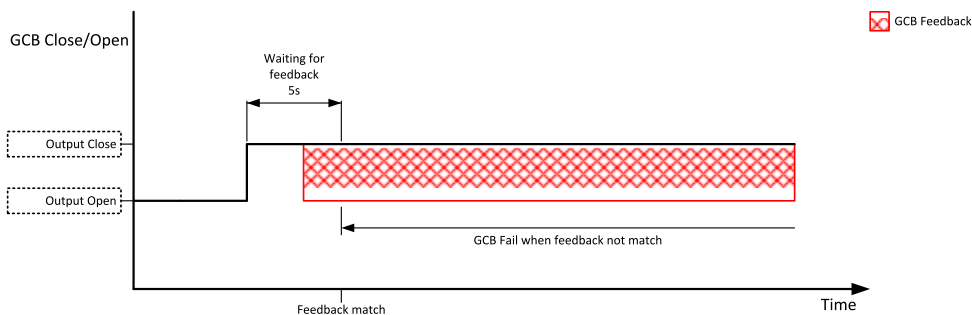 GCB Feedback
GCB Close/Open
Waiting for
feedback
5s
Output Close
Output Open
GCB Fail when feedback not match
Feedback match
Time